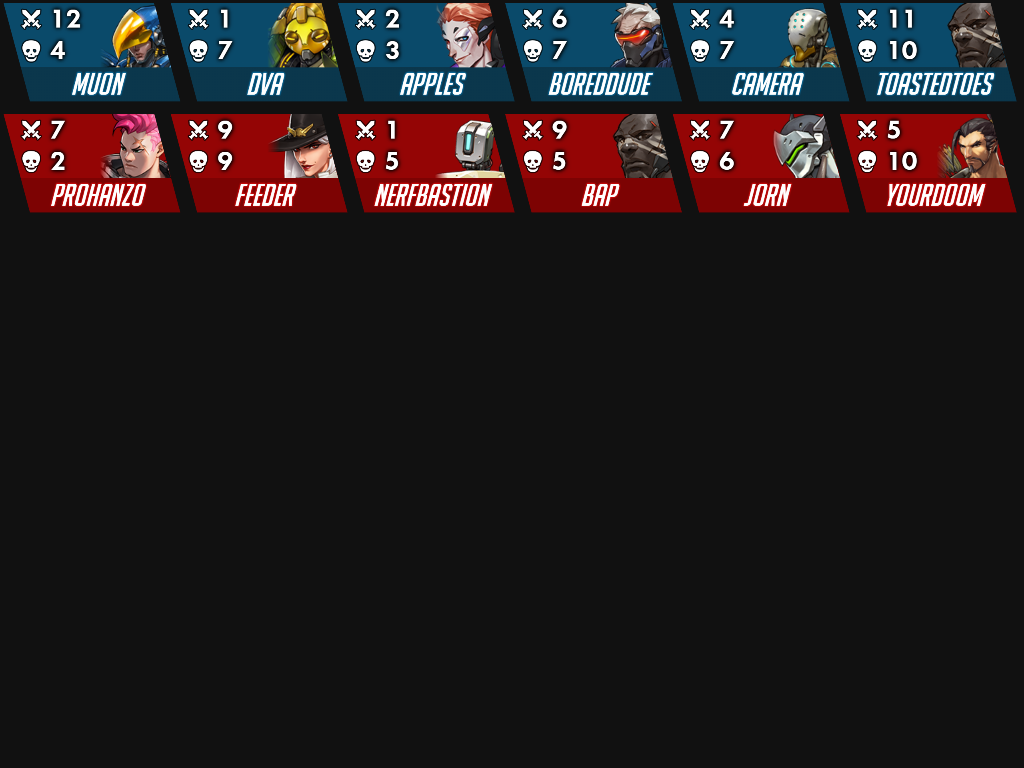 12 1 2 6 4 11
4 7 3 7 7 10
MUON DVA APPLES BOREDDUDE CAMERA TOASTEDTOES
7 9 1 9 7 5
2 9 5 5 6 10
PROHANZO FEEDER NERFBASTION BAP JORN YOURDOOM